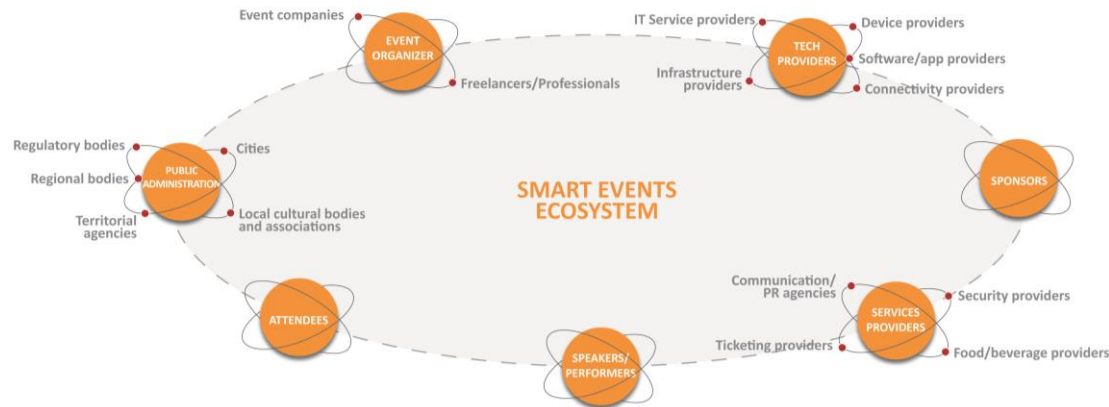 Event companies
EVENT
ORGANIZER
Freelancers/Professionals
IT Service providers
Device providers
TECH
PROVIDERS
Software/app providers
Infrastructure
providers
Connectivity providers
Regulatory bodies
Cities
PUBLIC
ADMINISTRATION
Regional bodies
Territorial
agencies
Local cultural bodies
and associations
SMART EVENTS
ECOSYSTEM
SPONSORS
Communication/
PR agencies
Security providers
SERVICES
PROVIDERS
Ticketing providers
Food/beverage providers
ATTENDEES
SPEAKERS/
PERFORMERS